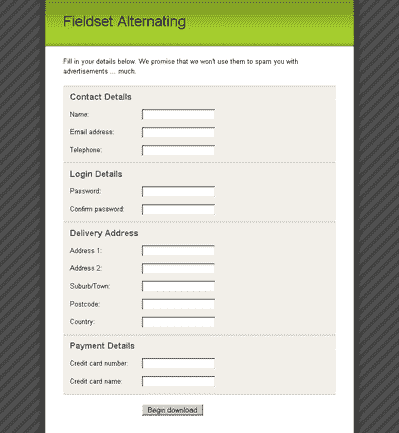 Fieldset Alternating
Fill in your details below. We promise that we won't use them to spam you with
advertisements ... much.
Contact Details
Name:
Email address:
Telephone:
Login Details
Password:
Confirm password:
Delivery Address
Address 1:
Address 2:
Suburb/Town:
Postcode:
Country:
Payment Details
Credit card number:
Credit card name:
Begin download